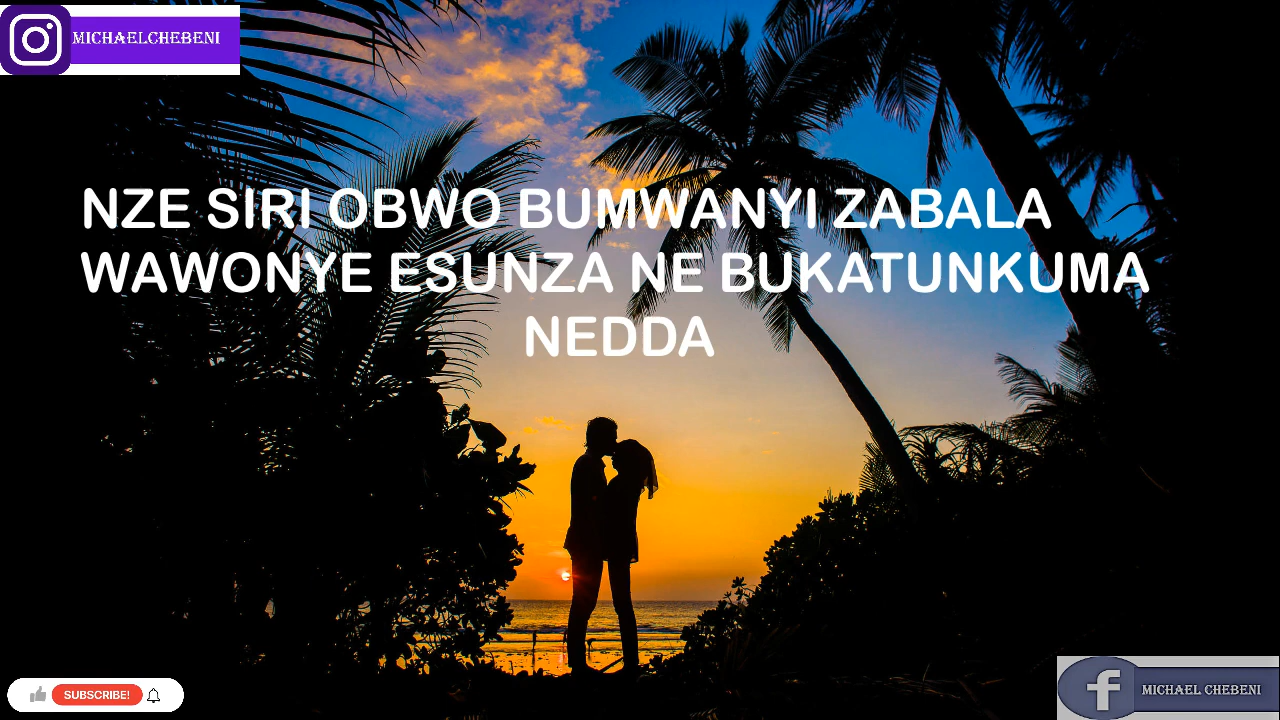 MICHAELCHEBENI
NZE SIRI OBWO BUMWANYI ZABALA
WAWONYE ESUNZA NE BUKATUNKUMA
NEDDA
SUBSCRIBE!
MICHAEL CHEBENI